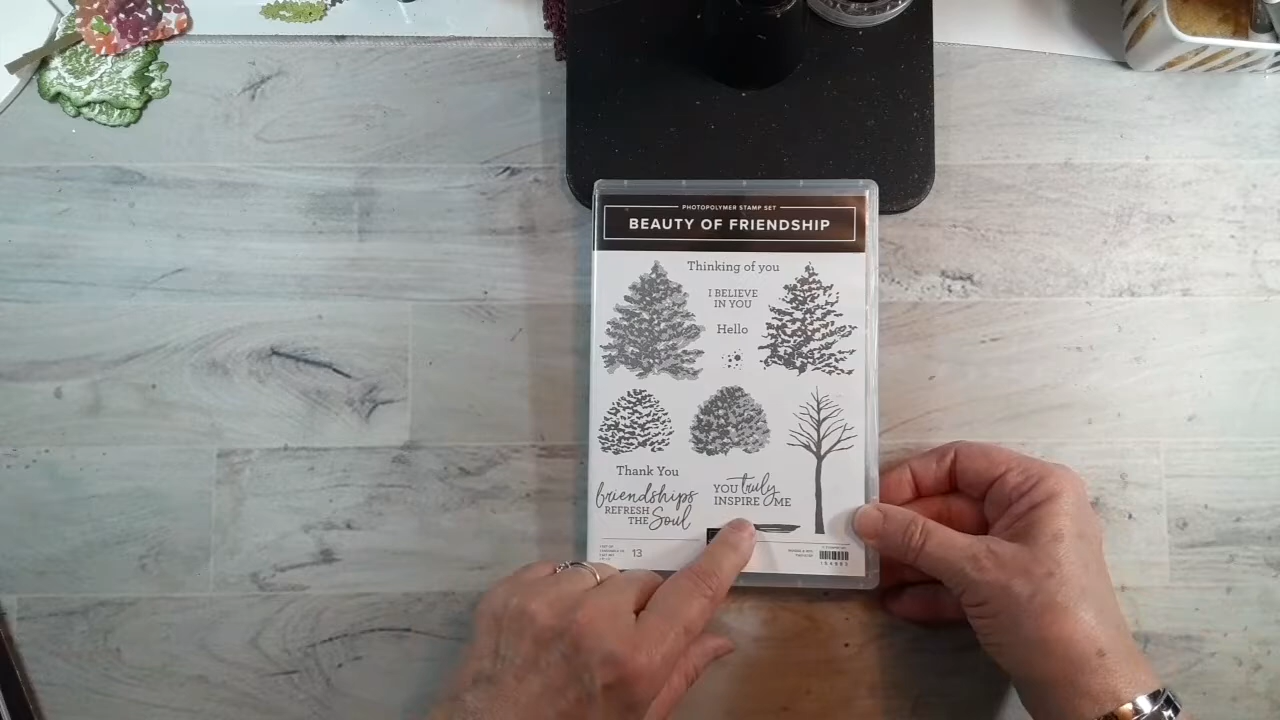 PHOTOPOLYMER STAMP SET
BEAUTY OF FRIENDSHIP
Thinking of you
I BELIEVE
IN YOU
Hello
Thank You
friendships
REFRESH
THE Soul
YOU truly
INSPIRE ME
13